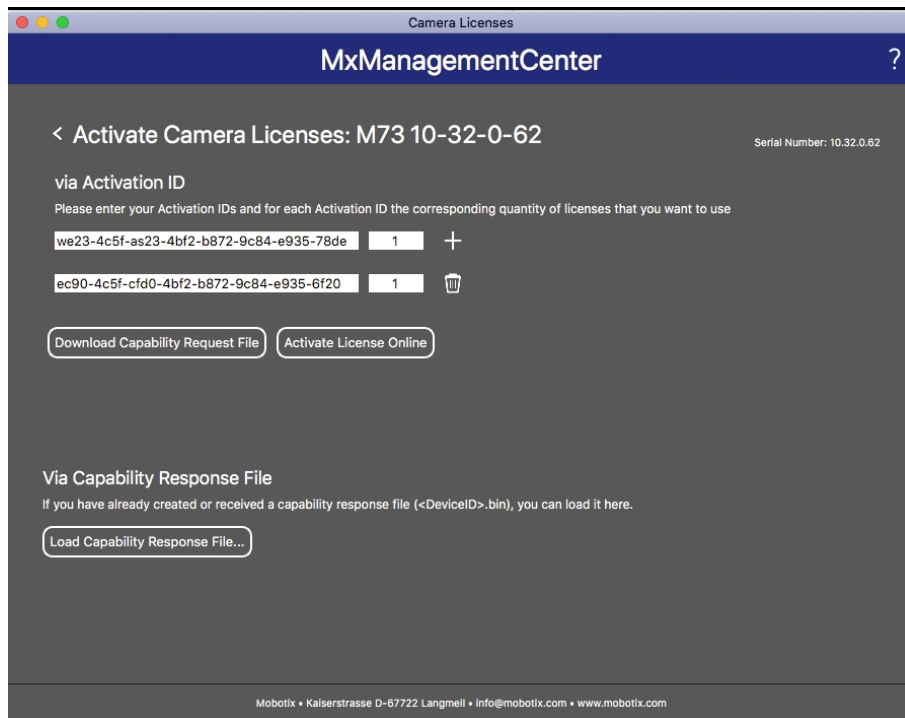 Camera Licenses
MxManagementCenter
?
< Activate Camera Licenses: M73 10-32-0-62
Serial Number: 10.32.0.62
via Activation ID
Please enter your Activation IDs and for each Activation ID the corresponding quantity of licenses that you want to use
we23-4c5f-as23-4bf2-b872-9c84-e935-78de 1 +
ec90-4c5f-cfd0-4bf2-b872-9c84-e935-6f20 1
Download Capability Request File Activate License Online
Via Capability Response File
If you have already created or received a capability response file (<DeviceID>.bin), you can load it here.
Load Capability Response File...
Mobotix • Kaiserstrasse D-67722 Langmeil • info@mobotix.com • www.mobotix.com